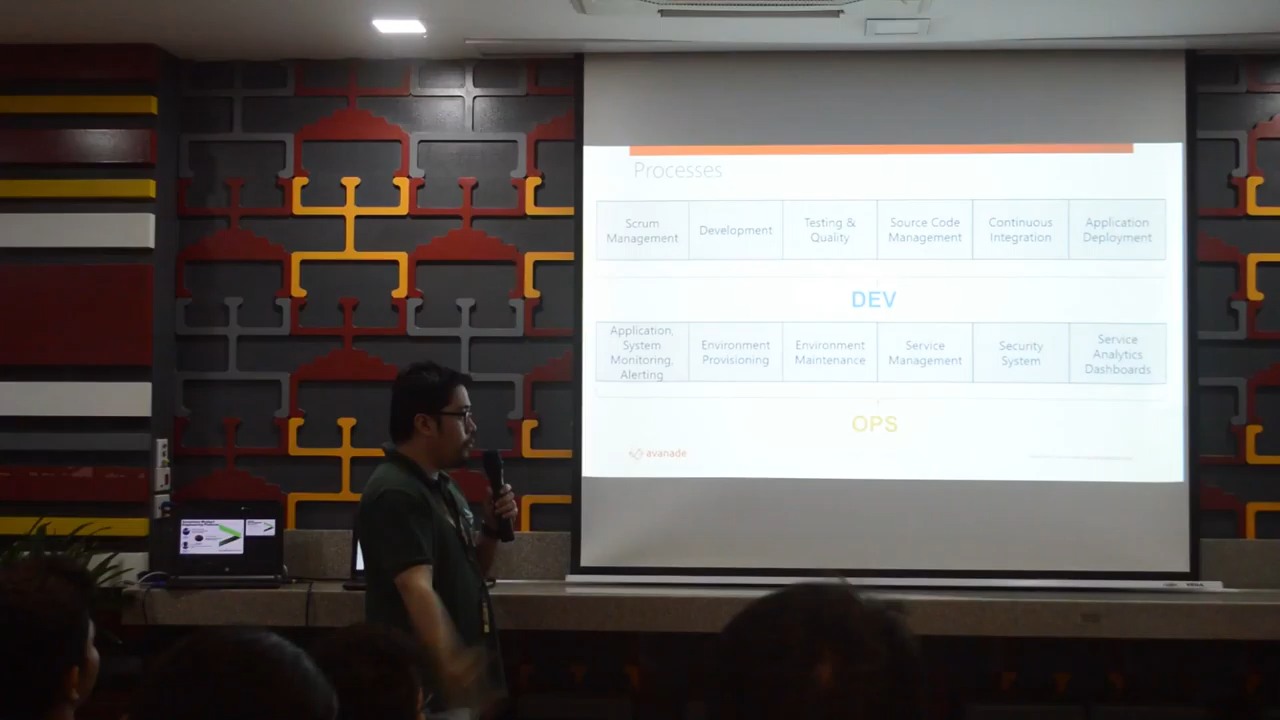 Processes
Scrum
Management
Development
Testing &
Quality
Source Code
Management
Continuous
Integration
Application
Deployment
DEV
Application,
System
Monitoring,
Alerting
Environment
Provisioning
Environment
Maintenance
Service
Management
Security
System
Service
Analytics
Dashboards
OPS
avanade